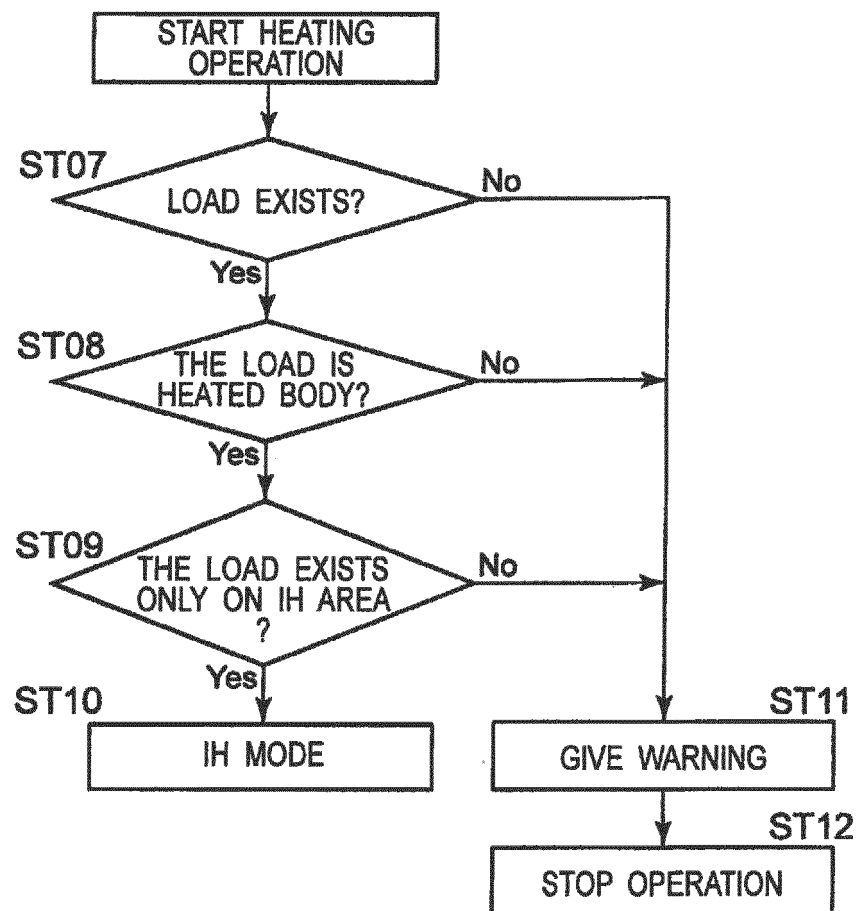 START HEATING
OPERATION
ST07
LOAD EXISTS?
No
Yes
ST08
THE LOAD IS
HEATED BODY?
No
Yes
ST09
THE LOAD EXISTS
ONLY ON IH AREA
?
No
Yes
ST10
IH MODE
ST11
GIVE WARNING
ST12
STOP OPERATION